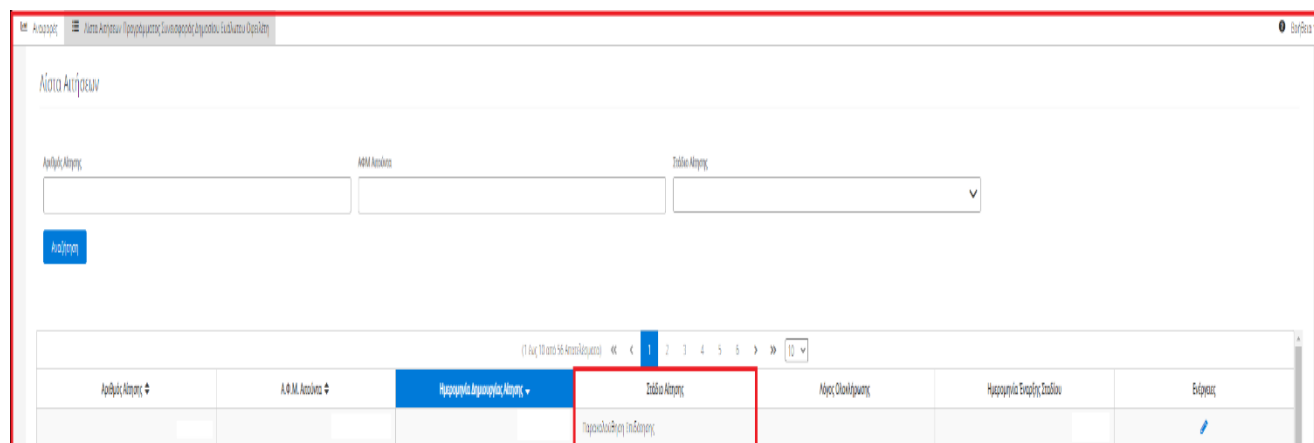 Αναφορές Λίστα Αιτήσεων Προγράμματος Συνεισφοράς Δημοσίου Ευάλωτου Οφειλέτη Βοήθεια
Λίστα Αιτήσεων
Αριθμός Αίτησης ΑΦΜ Αιτούντα Στάδιο Αίτησης
Αναζήτηση
(1 έως 10 από 56 Αποτελέσματα) « ‹ 1 2 3 4 5 6 › » 10
Αριθμός Αίτησης Α.Φ.Μ. Αιτούντα Ημερομηνία Δημιουργίας Αίτησης Στάδιο Αίτησης Λόγος Ολοκλήρωσης Ημερομηνία Έναρξης Σταδίου Ενέργειες
Παρακολούθηση Επιδότησης